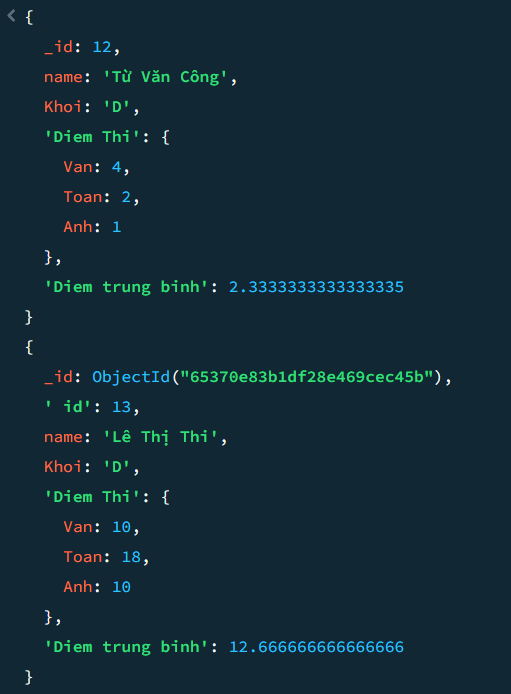 {
_id: 12,
name: 'Từ Văn Công',
Khoi: 'D',
'Diem Thi': {
Van: 4,
Toan: 2,
Anh: 1
},
'Diem trung binh': 2.3333333333333335
}
{
_id: ObjectId("65370e83b1df28e469cec45b"),
' id': 13,
name: 'Lê Thị Thi',
Khoi: 'D',
'Diem Thi': {
Van: 10,
Toan: 18,
Anh: 10
},
'Diem trung binh': 12.666666666666666
}